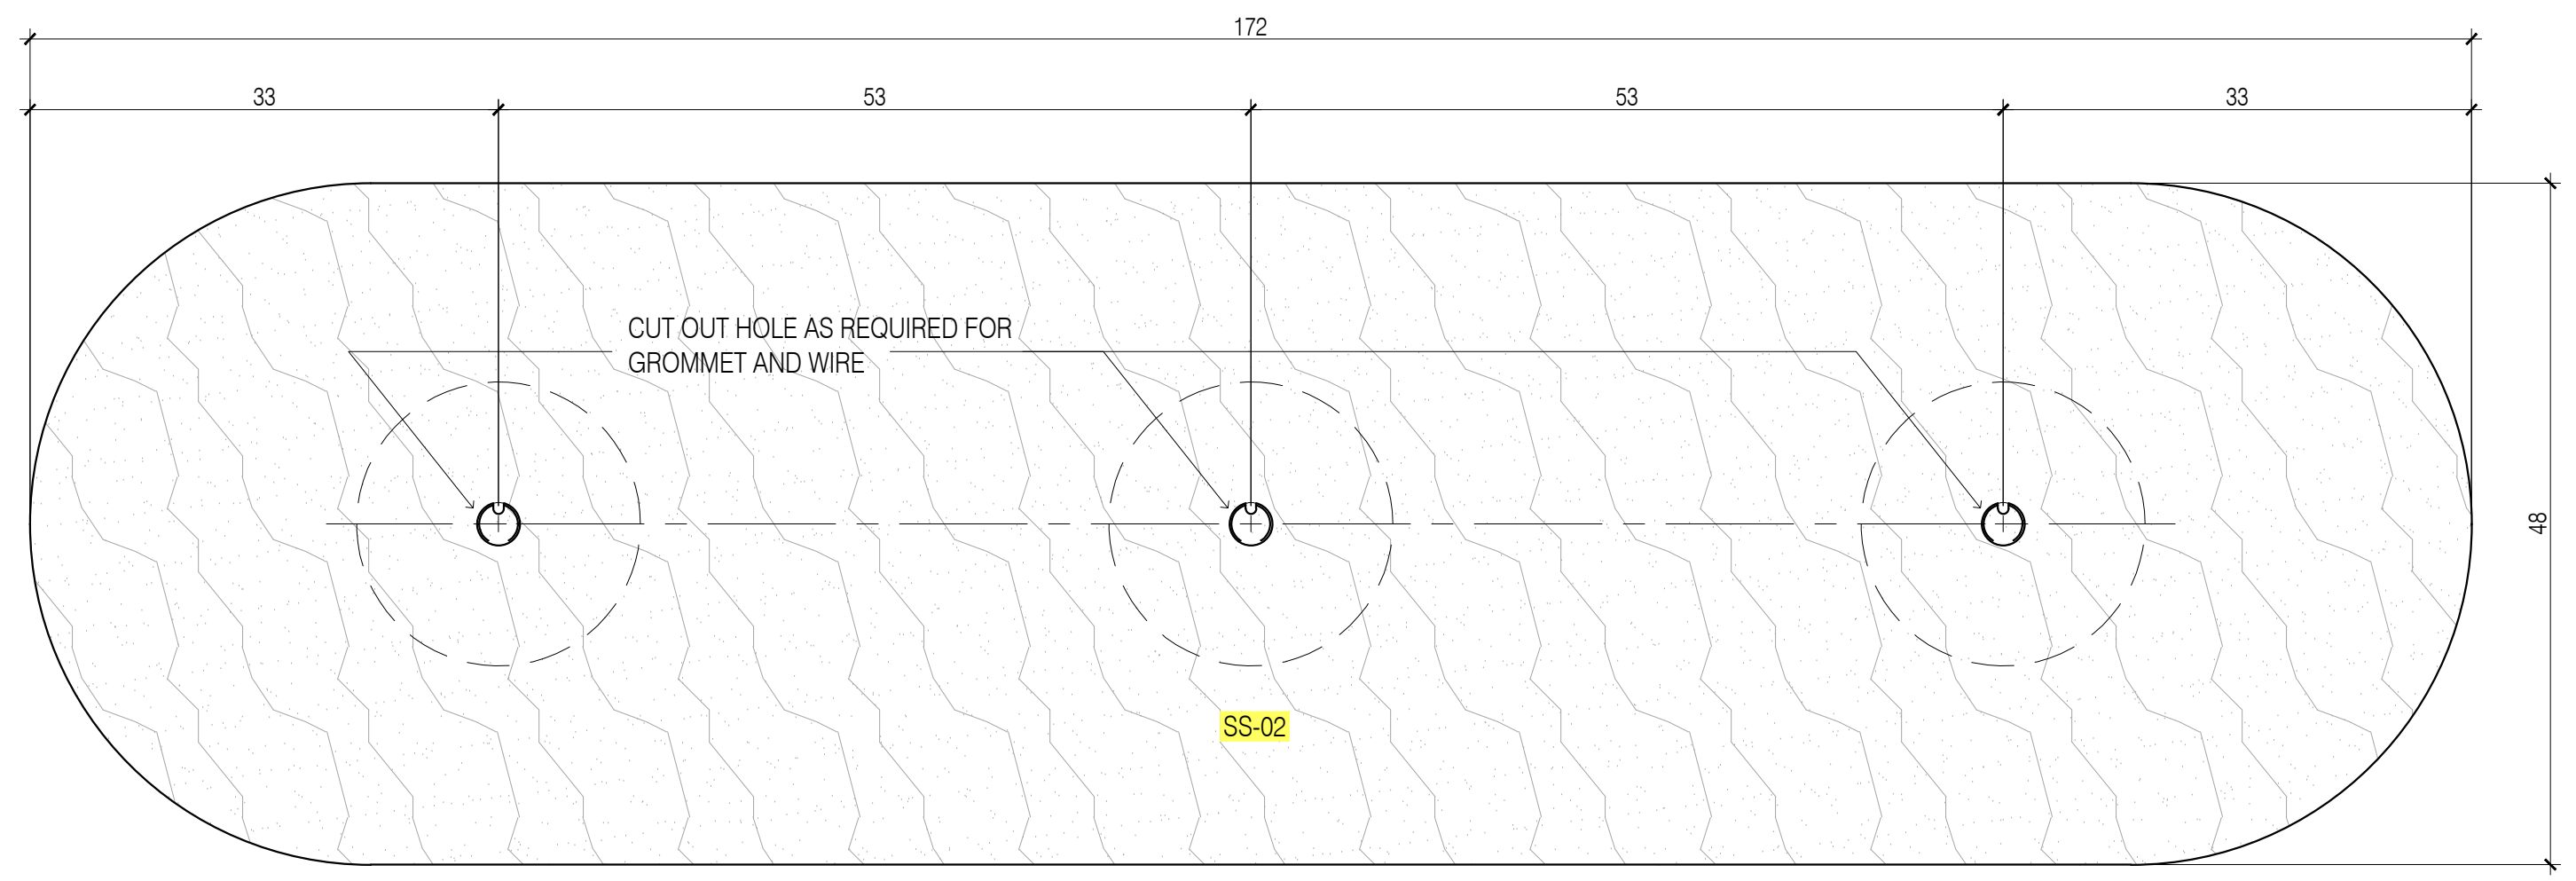 172
33
53
53
33
CUT OUT HOLE AS REQUIRED FOR
GROMMET AND WIRE
48
SS-02